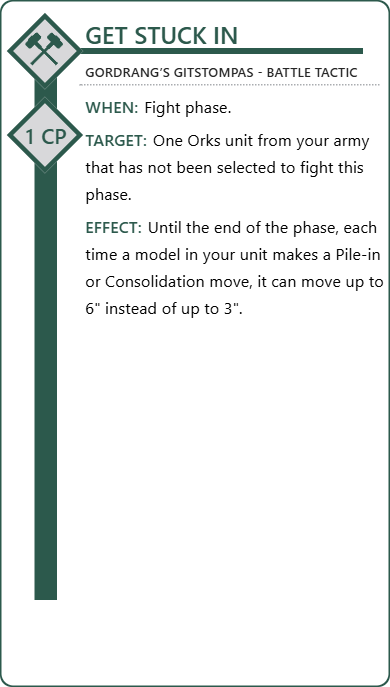 GET STUCK IN
GORDRANG'S GITSTOMPAS - BATTLE TACTIC
WHEN: Fight phase.
1 CP
TARGET: One Orks unit from your army
that has not been selected to fight this
phase.
EFFECT: Until the end of the phase, each
time a model in your unit makes a Pile-in
or Consolidation move, it can move up to
6" instead of up to 3".